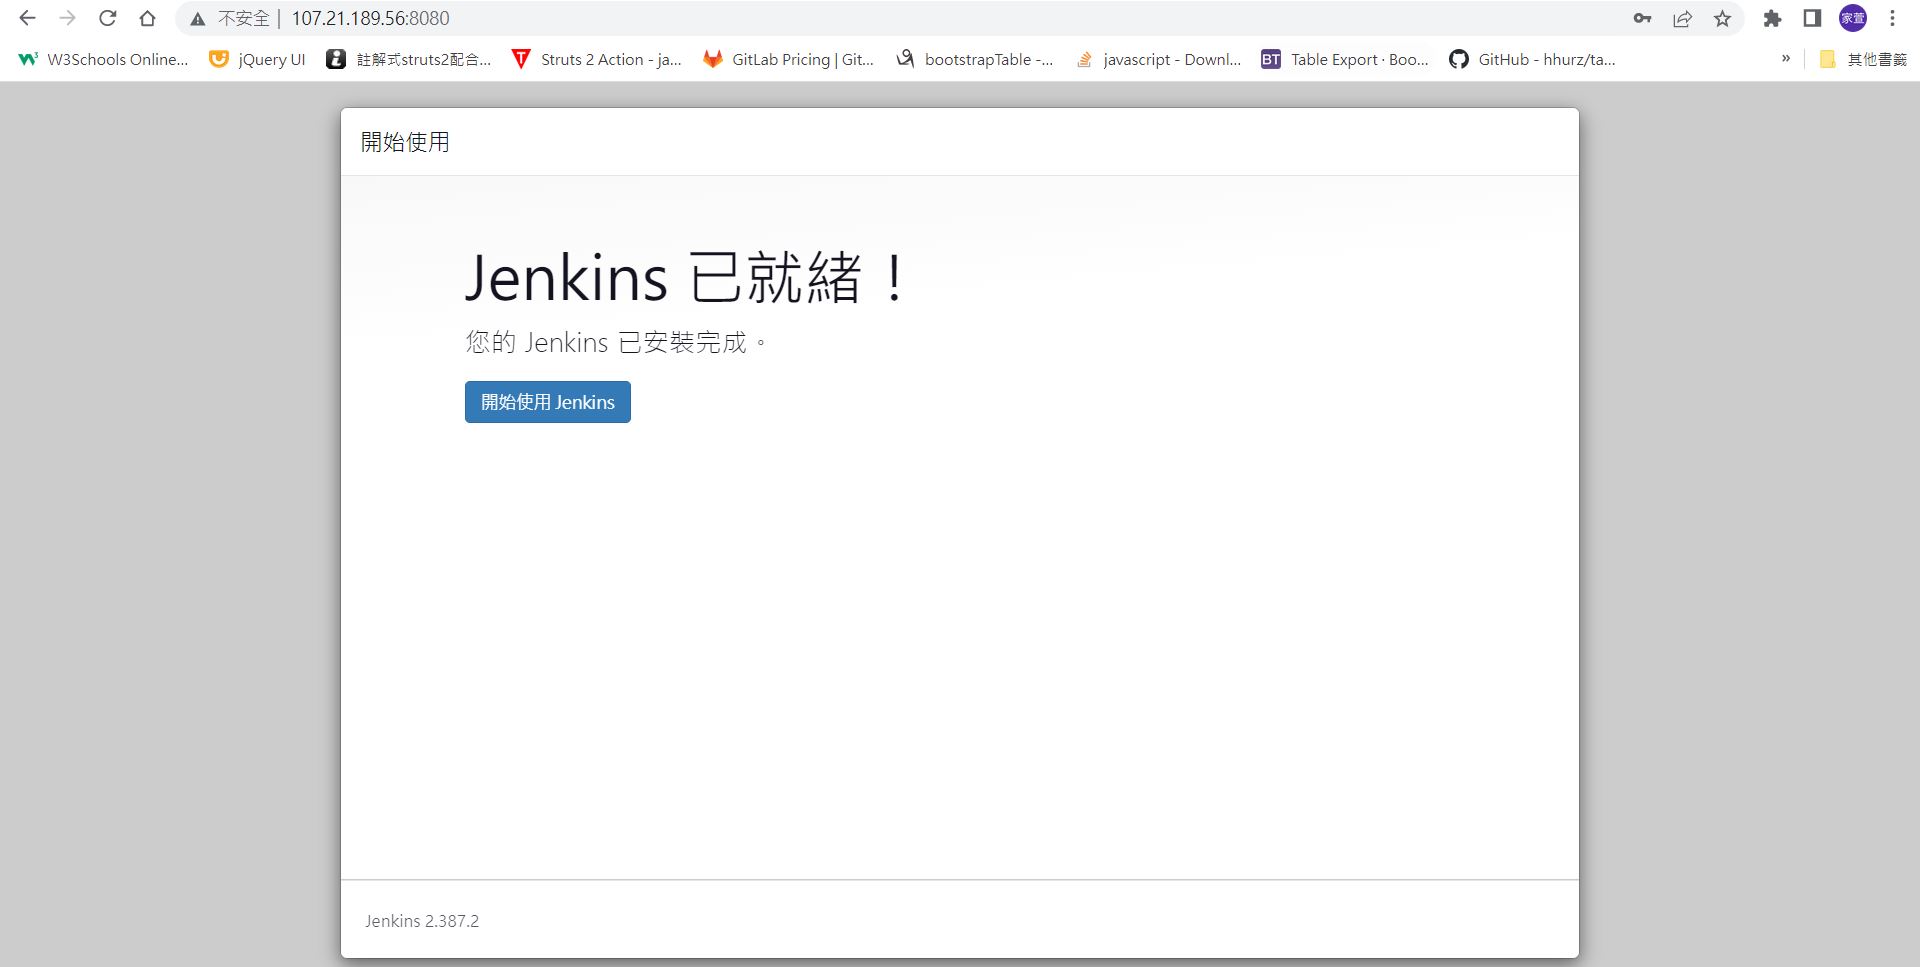 不安全 | 107.21.189.56:8080
家萱
W3Schools Online... jQuery UI 註解式struts2配合... Struts 2 Action - ja... GitLab Pricing | Git... bootstrapTable -... javascript - Downl... BT Table Export · Boo... GitHub - hhurz/ta... » 其他書籤
開始使用
Jenkins 已就緒！
您的 Jenkins 已安裝完成。
開始使用 Jenkins
Jenkins 2.387.2